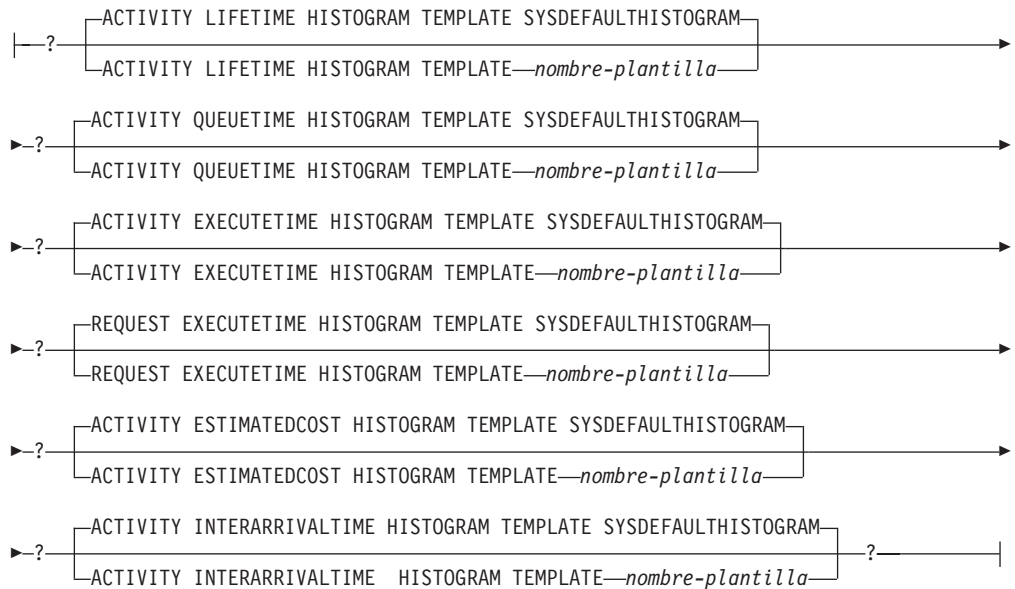 ACTIVITY LIFETIME HISTOGRAM TEMPLATE SYSDEFAULTHISTOGRAM
?
ACTIVITY LIFETIME HISTOGRAM TEMPLATE nombre-plantilla
ACTIVITY QUEUETIME HISTOGRAM TEMPLATE SYSDEFAULTHISTOGRAM
?
ACTIVITY QUEUETIME HISTOGRAM TEMPLATE nombre-plantilla
ACTIVITY EXECUTETIME HISTOGRAM TEMPLATE SYSDEFAULTHISTOGRAM
?
ACTIVITY EXECUTETIME HISTOGRAM TEMPLATE nombre-plantilla
REQUEST EXECUTETIME HISTOGRAM TEMPLATE SYSDEFAULTHISTOGRAM
?
REQUEST EXECUTETIME HISTOGRAM TEMPLATE nombre-plantilla
ACTIVITY ESTIMATEDCOST HISTOGRAM TEMPLATE SYSDEFAULTHISTOGRAM
?
ACTIVITY ESTIMATEDCOST HISTOGRAM TEMPLATE nombre-plantilla
ACTIVITY INTERARRIVALTIME HISTOGRAM TEMPLATE SYSDEFAULTHISTOGRAM
? ?
ACTIVITY INTERARRIVALTIME HISTOGRAM TEMPLATE nombre-plantilla